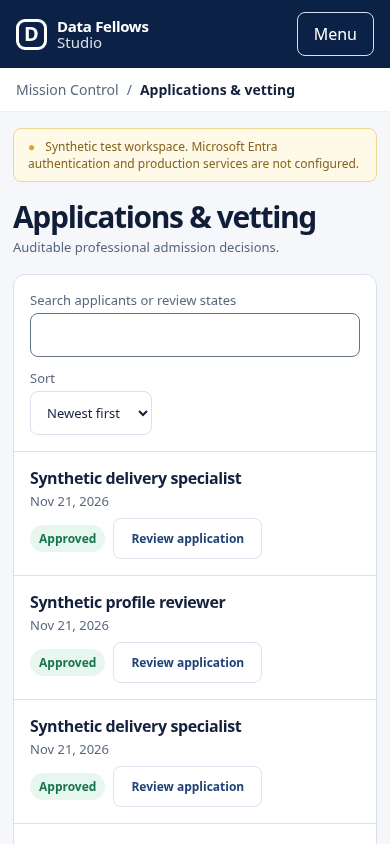 D
Data Fellows
Studio
Menu
Mission Control / Applications & vetting
Synthetic test workspace. Microsoft Entra
authentication and production services are not configured.
Applications & vetting
Auditable professional admission decisions.
Search applicants or review states
Sort
Newest first
Synthetic delivery specialist
Nov 21, 2026
Approved
Review application
Synthetic profile reviewer
Nov 21, 2026
Approved
Review application
Synthetic delivery specialist
Nov 21, 2026
Approved
Review application